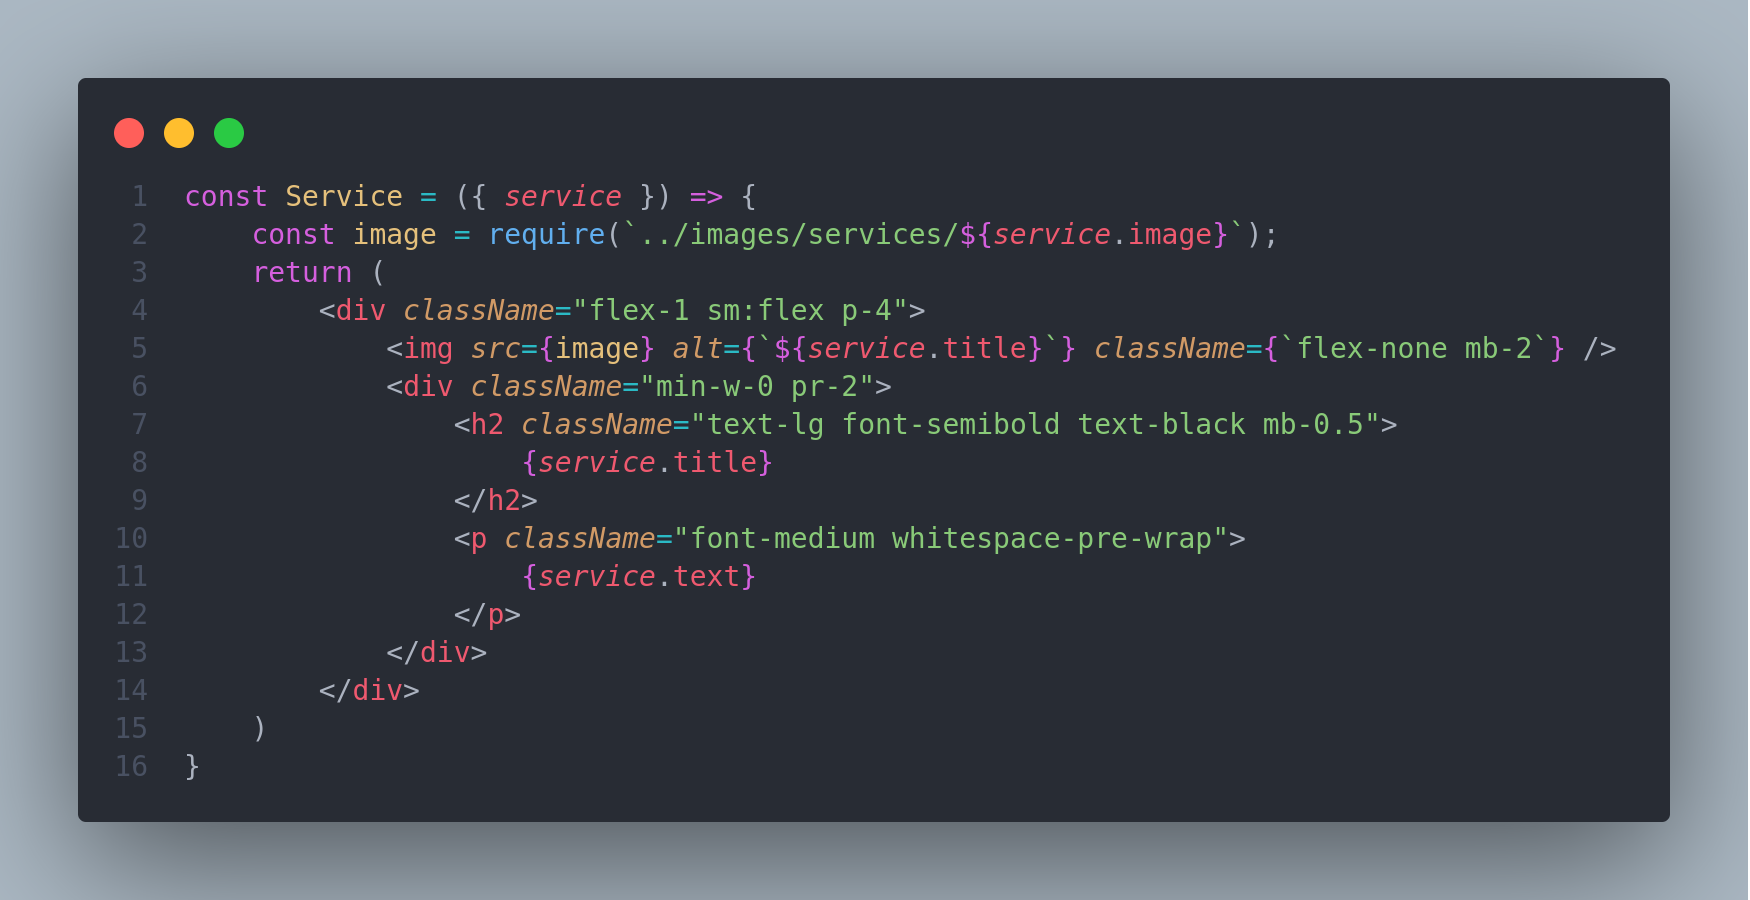 1 const Service = ({ service }) => {
2     const image = require(`../images/services/${service.image}`);
3     return (
4         <div className="flex-1 sm:flex p-4">
5             <img src={image} alt={`${service.title}`} className={`flex-none mb-2`} />
6             <div className="min-w-0 pr-2">
7                 <h2 className="text-lg font-semibold text-black mb-0.5">
8                     {service.title}
9                 </h2>
10                 <p className="font-medium whitespace-pre-wrap">
11                     {service.text}
12                 </p>
13             </div>
14         </div>
15     )
16 }